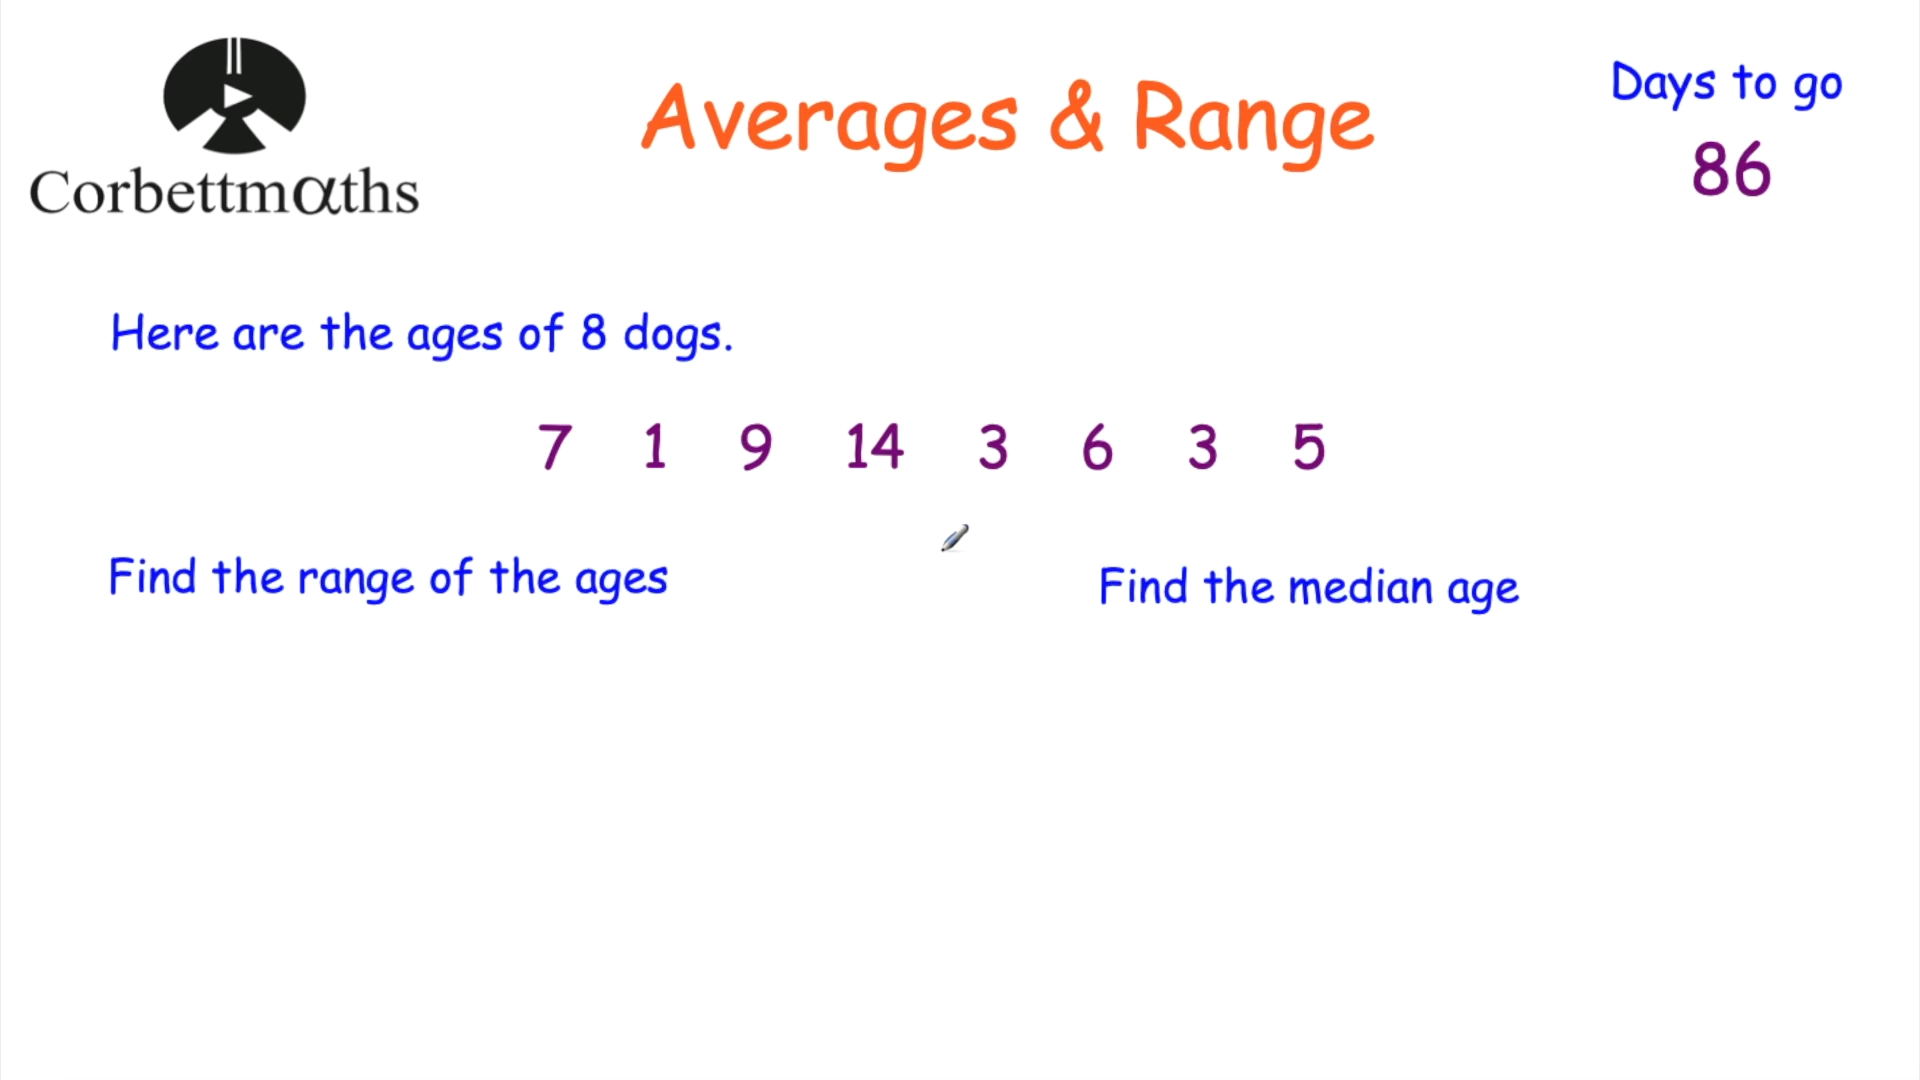 Corbettmαths
Averages & Range
Days to go
86
Here are the ages of 8 dogs.
7 1 9 14 3 6 3 5
Find the range of the ages
Find the median age